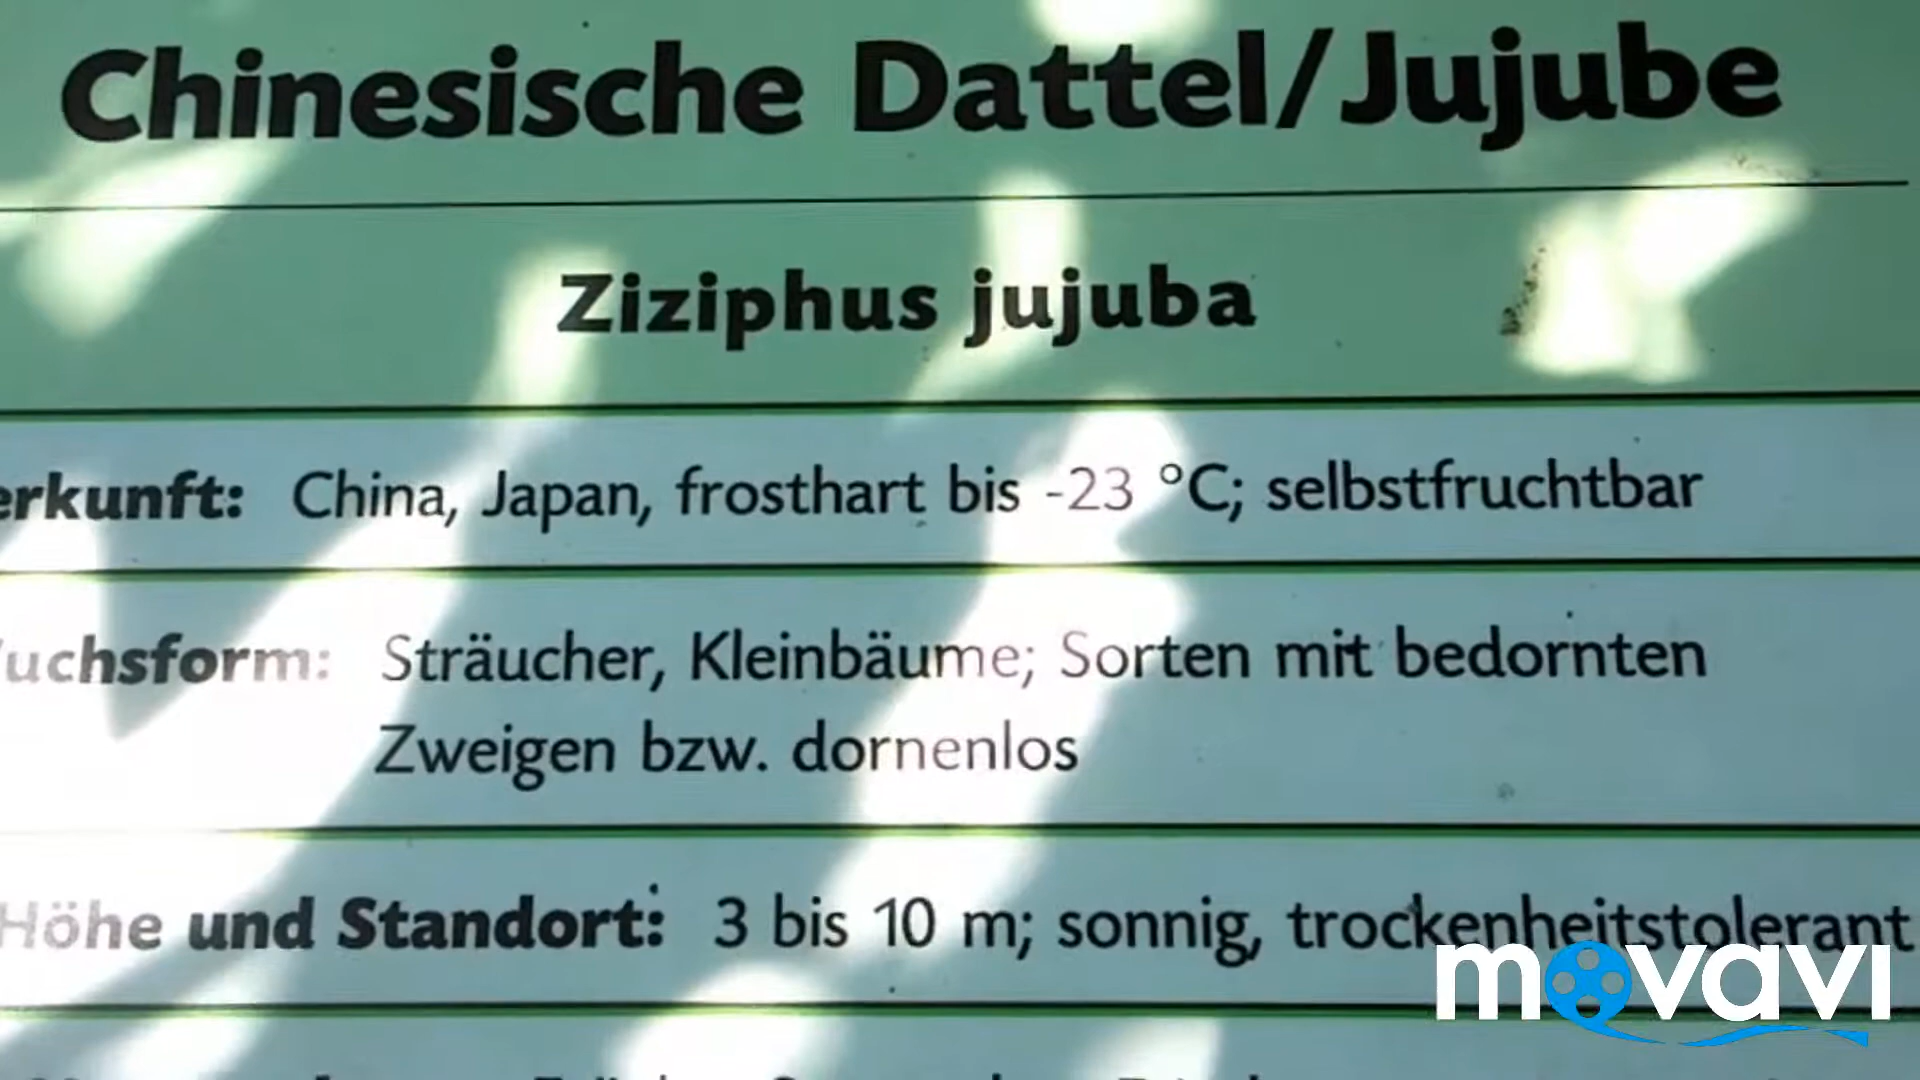 Chinesische Dattel/Jujube
Ziziphus jujuba
erkunft: China, Japan, frosthart bis -23 °C; selbstfruchtbar
uchsform: Sträucher, Kleinbäume; Sorten mit bedornten
Zweigen bzw. dornenlos
Höhe und Standort: 3 bis 10 m; sonnig, trockenheitstolerant
movavi